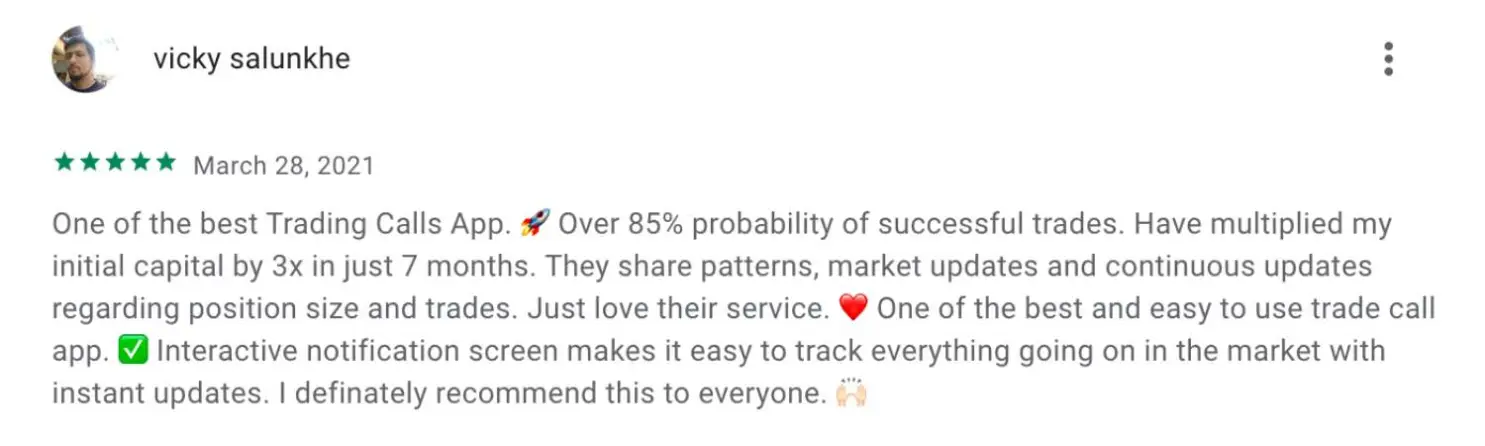 vicky salunkhe
★★★★★ March 28, 2021
One of the best Trading Calls App. 🚀 Over 85% probability of successful trades. Have multiplied my
initial capital by 3x in just 7 months. They share patterns, market updates and continuous updates
regarding position size and trades. Just love their service. ❤️ One of the best and easy to use trade call
app. ✅ Interactive notification screen makes it easy to track everything going on in the market with
instant updates. I definately recommend this to everyone. 🙌🏻